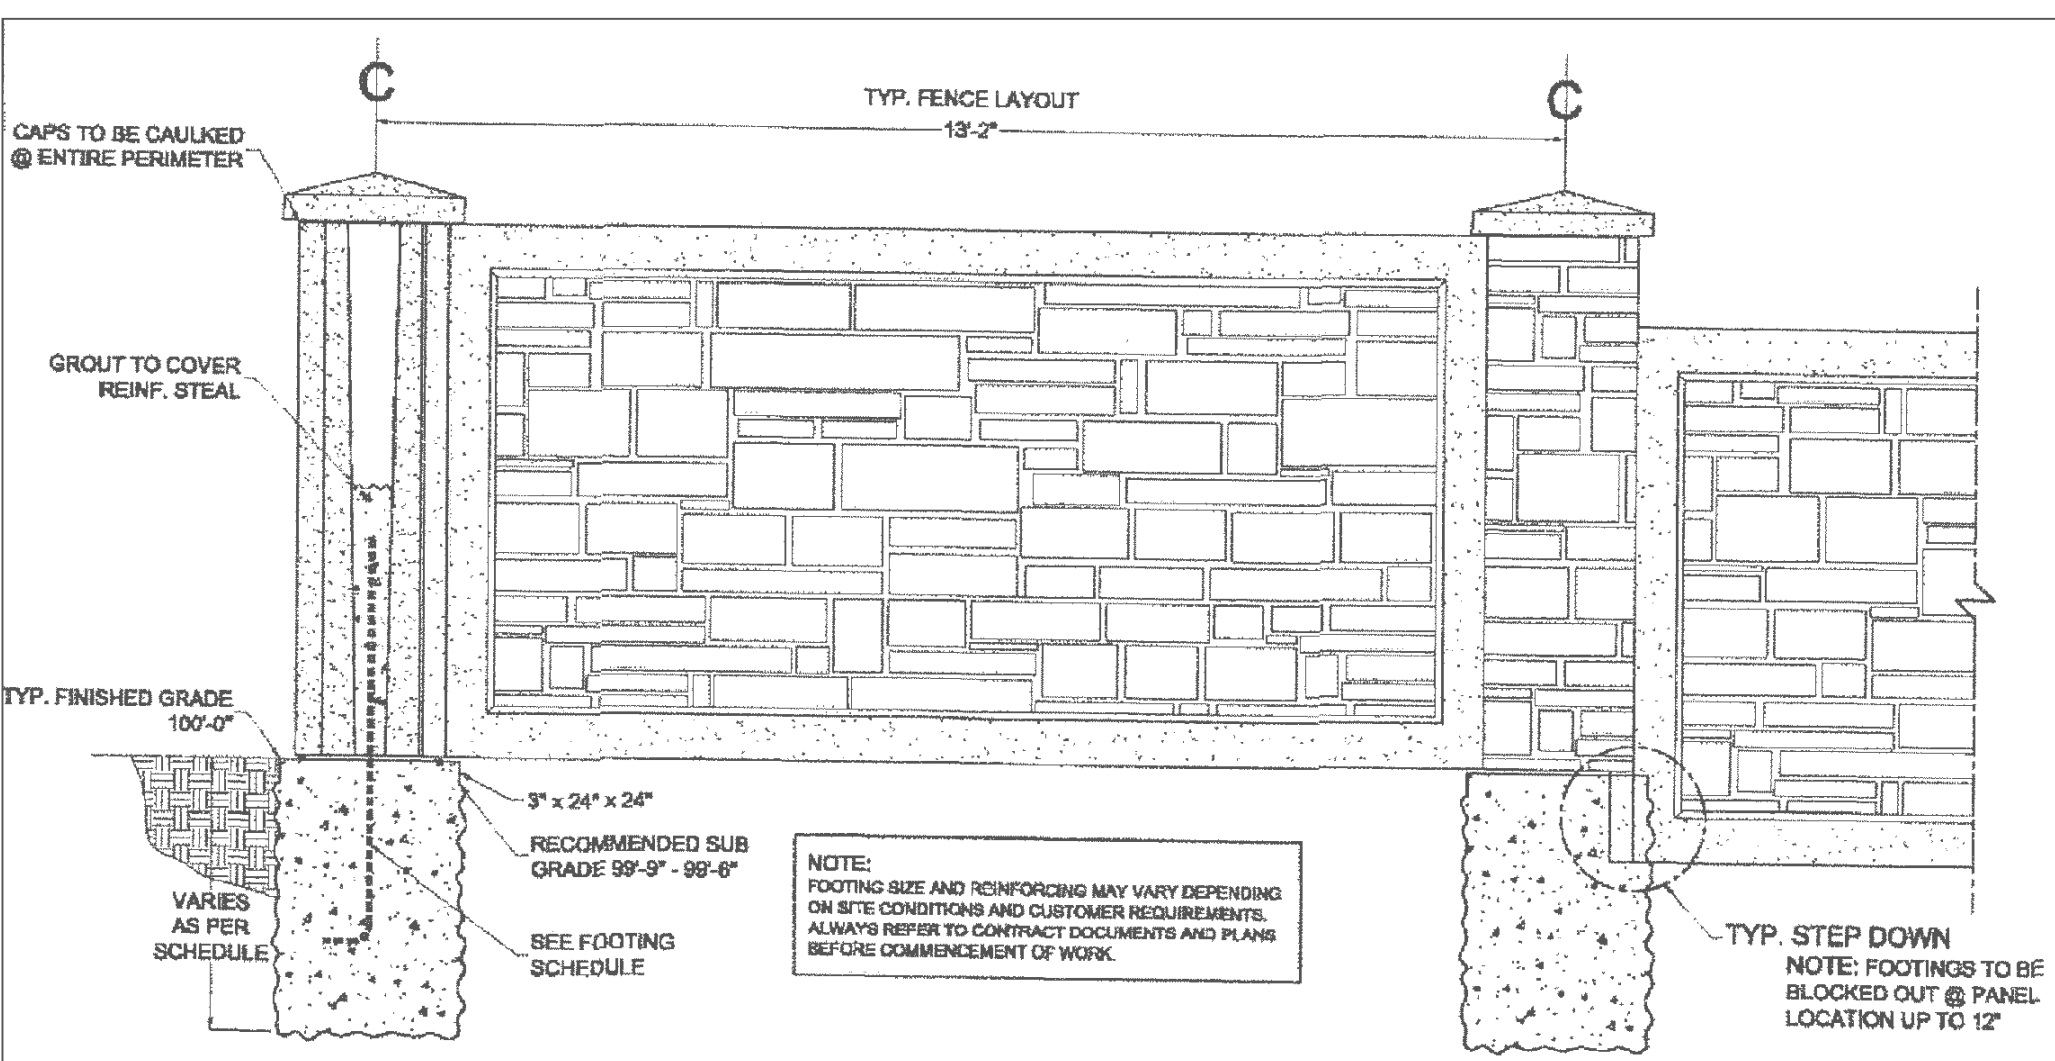 C
C
TYP. FENCE LAYOUT
13'-2"
CAPS TO BE CAULKED
@ ENTIRE PERIMETER
GROUT TO COVER
REINF. STEAL
TYP. FINISHED GRADE
100'-0"
3" x 24" x 24"
RECOMMENDED SUB
GRADE 99'-9" - 99'-6"
VARIES
AS PER
SCHEDULE
SEE FOOTING
SCHEDULE
NOTE:
FOOTING SIZE AND REINFORCING MAY VARY DEPENDING
ON SITE CONDITIONS AND CUSTOMER REQUIREMENTS.
ALWAYS REFER TO CONTRACT DOCUMENTS AND PLANS
BEFORE COMMENCEMENT OF WORK.
TYP. STEP DOWN
NOTE: FOOTINGS TO BE
BLOCKED OUT @ PANEL
LOCATION UP TO 12"